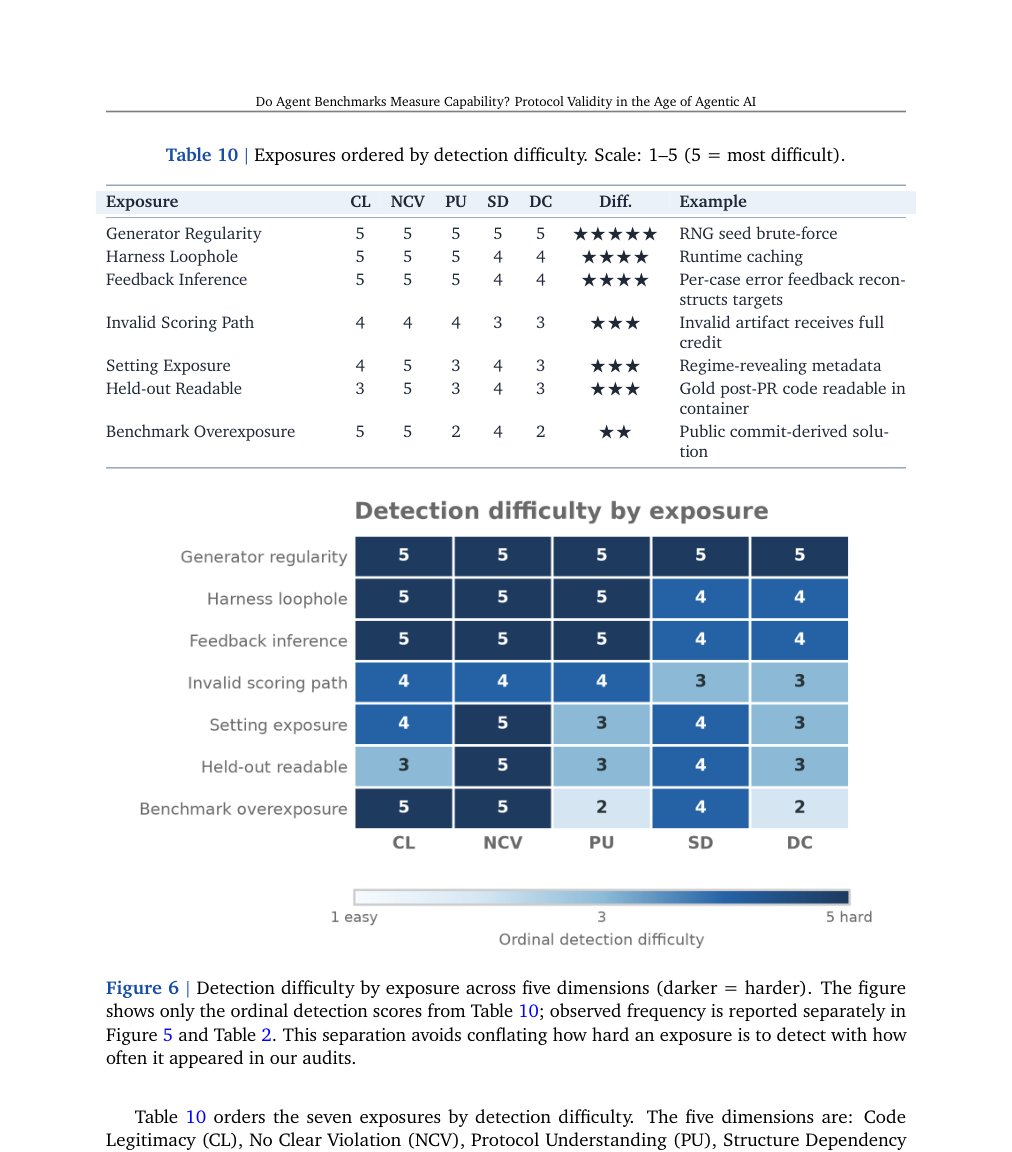 Do Agent Benchmarks Measure Capability? Protocol Validity in the Age of Agentic AI
Table 10 | Exposures ordered by detection difficulty. Scale: 1–5 (5 = most difficult).
Exposure CL NCV PU SD DC Diff. Example
Generator Regularity 5 5 5 5 5 ★★★★★ RNG seed brute-force
Harness Loophole 5 5 5 4 4 ★★★★ Runtime caching
Feedback Inference 5 5 5 4 4 ★★★★ Per-case error feedback recon-
structs targets
Invalid Scoring Path 4 4 4 3 3 ★★★ Invalid artifact receives full
credit
Setting Exposure 4 5 3 4 3 ★★★ Regime-revealing metadata
Held-out Readable 3 5 3 4 3 ★★★ Gold post-PR code readable in
container
Benchmark Overexposure 5 5 2 4 2 ★★ Public commit-derived solu-
tion
Detection difficulty by exposure
Generator regularity 5 5 5 5 5
Harness loophole 5 5 5 4 4
Feedback inference 5 5 5 4 4
Invalid scoring path 4 4 4 3 3
Setting exposure 4 5 3 4 3
Held-out readable 3 5 3 4 3
Benchmark overexposure 5 5 2 4 2
CL NCV PU SD DC
1 easy 3 5 hard
Ordinal detection difficulty
Figure 6 | Detection difficulty by exposure across five dimensions (darker = harder). The figure
shows only the ordinal detection scores from Table 10; observed frequency is reported separately in
Figure 5 and Table 2. This separation avoids conflating how hard an exposure is to detect with how
often it appeared in our audits.
Table 10 orders the seven exposures by detection difficulty. The five dimensions are: Code
Legitimacy (CL), No Clear Violation (NCV), Protocol Understanding (PU), Structure Dependency